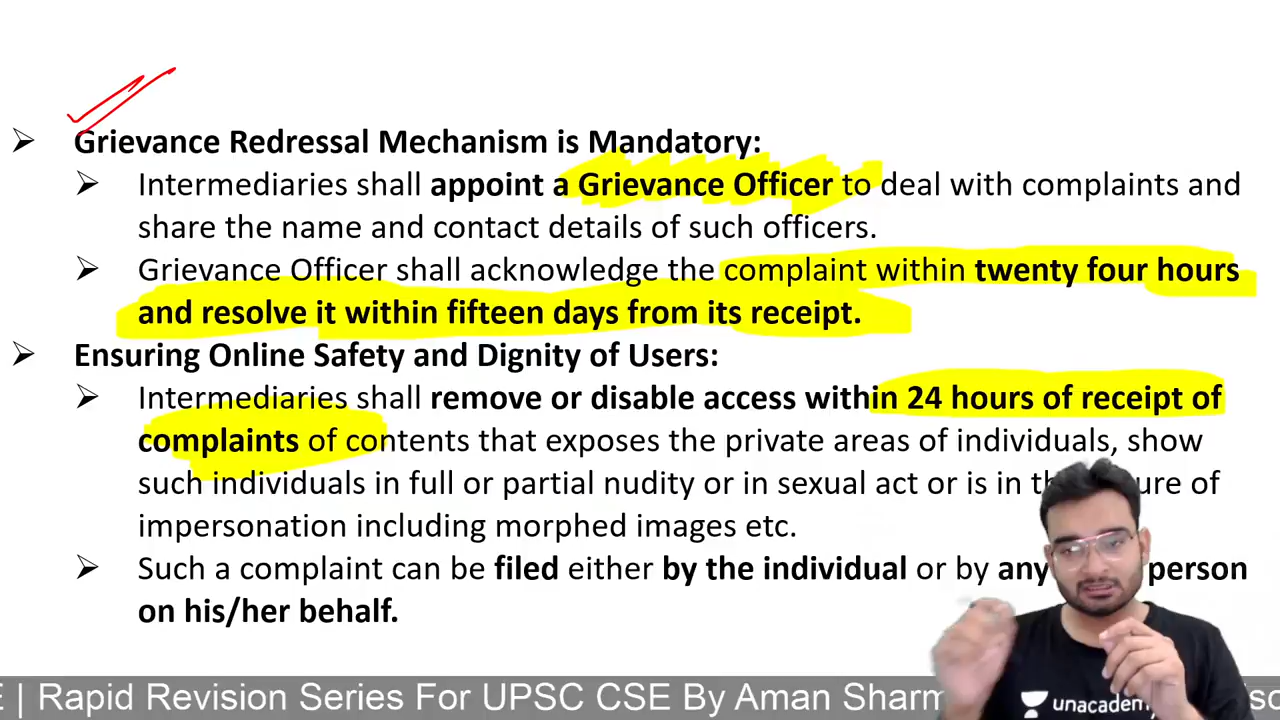 Grievance Redressal Mechanism is Mandatory:
Intermediaries shall appoint a Grievance Officer to deal with complaints and
share the name and contact details of such officers.
Grievance Officer shall acknowledge the complaint within twenty four hours
and resolve it within fifteen days from its receipt.
Ensuring Online Safety and Dignity of Users:
Intermediaries shall remove or disable access within 24 hours of receipt of
complaints of contents that exposes the private areas of individuals, show
such individuals in full or partial nudity or in sexual act or is in of
impersonation including morphed images etc.
Such a complaint can be filed either by the individual or by any person
on his/her behalf.
| Rapid Revision Series For UPSC CSE By Aman
unacademy